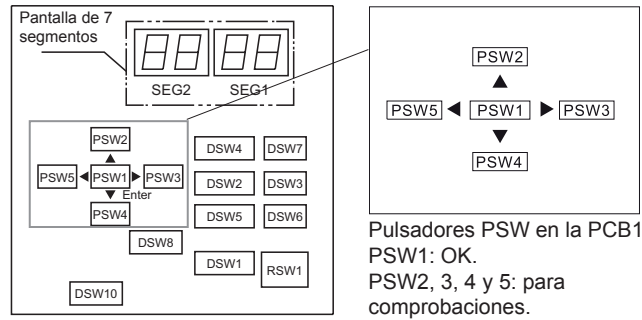 Pantalla de 7
segmentos
SEG2 SEG1
PSW2
PSW5 PSW1 PSW3
Enter
PSW4
DSW4 DSW7
DSW2 DSW3
DSW5 DSW6
DSW8
DSW1 RSW1
DSW10
PSW2
PSW5 PSW1 PSW3
PSW4
Pulsadores PSW en la PCB1
PSW1: OK.
PSW2, 3, 4 y 5: para
comprobaciones.